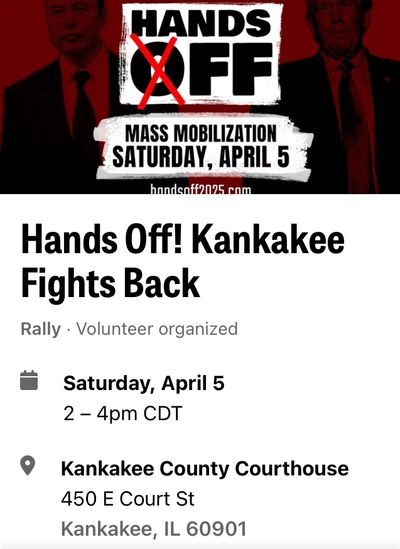 HANDS
OFF
MASS MOBILIZATION
SATURDAY, APRIL 5
handsoff2025.com
Hands Off! Kankakee
Fights Back
Rally · Volunteer organized
Saturday, April 5
2 – 4pm CDT
Kankakee County Courthouse
450 E Court St
Kankakee, IL 60901